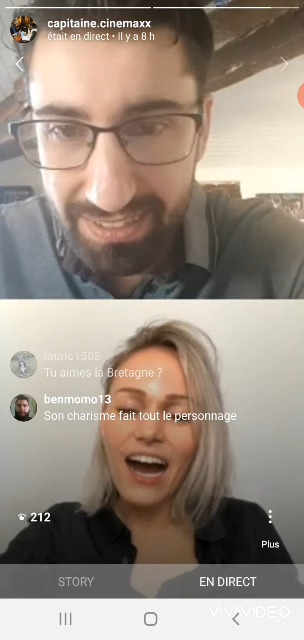 capitaine.cinemaxx
était en direct • Il y a 8 h
lauric1505
Tu aimes la Bretagne ?
benmomo13
Son charisme fait tout le personnage
212
Plus
STORY
EN DIRECT
VIVAVIDEO